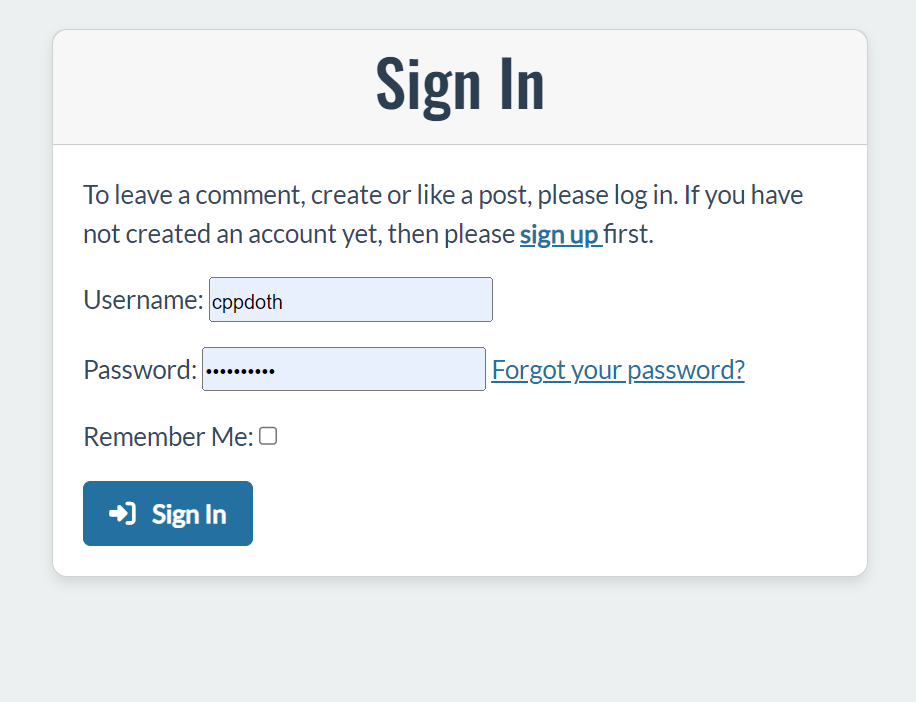 Sign In
To leave a comment, create or like a post, please log in. If you have
not created an account yet, then please sign up first.
Username: cppdoth
Password: •••••••••• Forgot your password?
Remember Me:
Sign In